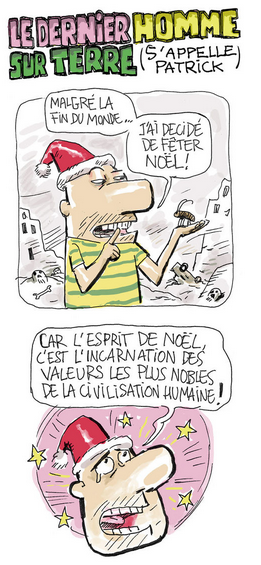 LE DERNIER HOMME
SUR TERRE (S'APPELLE
PATRICK)
MALGRÉ LA
FIN DU MONDE...
J'AI DÉCIDÉ
DE FÊTER
NOËL!
CAR L'ESPRIT DE NOËL,
C'EST L'INCARNATION DES
VALEURS LES PLUS NOBLES
DE LA CIVILISATION HUMAINE!